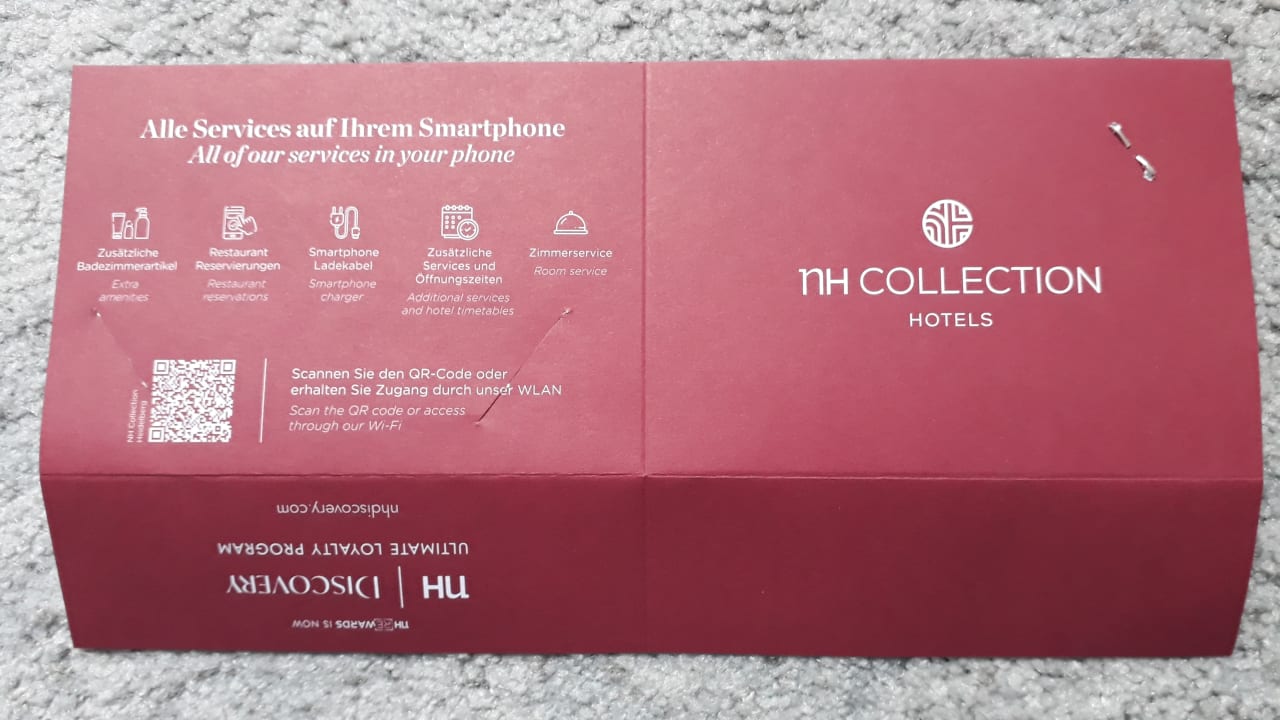 Alle Services auf Ihrem Smartphone
All of our services in your phone
Zusätzliche
Badezimmerartikel
Extra
amenities
Restaurant
Reservierungen
Restaurant
reservations
Smartphone
Ladekabel
Smartphone
charger
Zusätzliche
Services und
Öffnungszeiten
Additional services
and hotel timetables
Zimmerservice
Room service
NH Collection
Heidelberg
Scannen Sie den QR-Code oder
erhalten Sie Zugang durch unser WLAN
Scan the QR code or access
through our Wi-Fi
nH COLLECTION
HOTELS
nH REWARDS IS NOW
nH | DISCOVERY
ULTIMATE LOYALTY PROGRAM
nhdiscovery.com